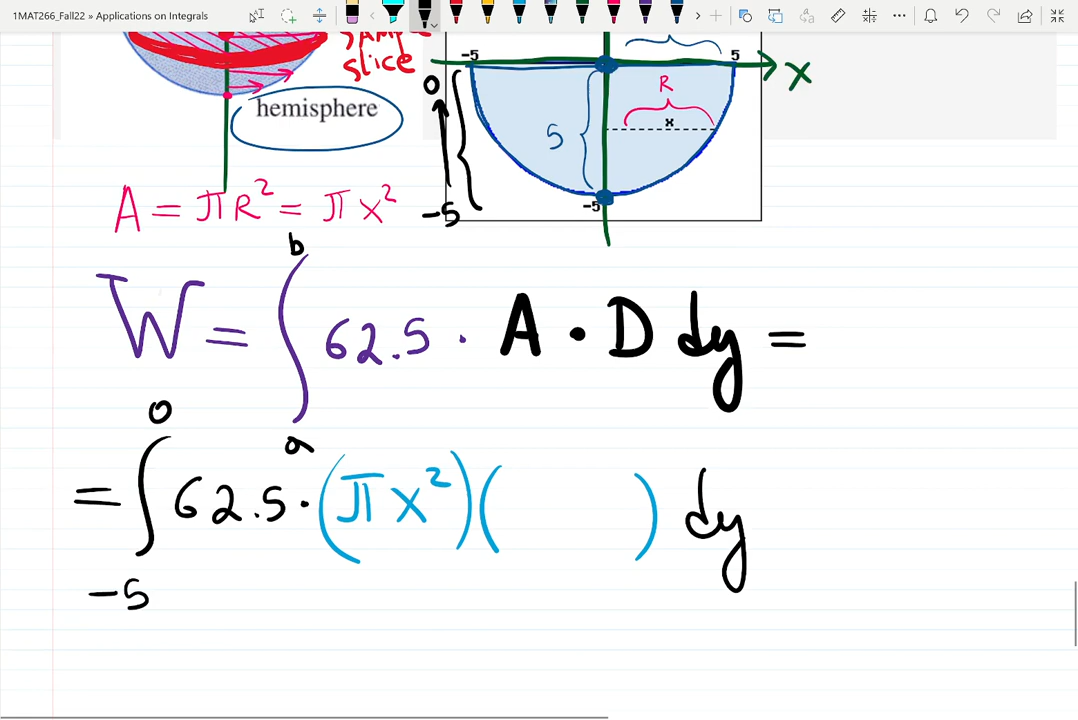 1MAT266_Fall22 » Applications on Integrals
SAMPLE
slice
hemisphere
-5
5
X
0
R
x
5
-5
-5
A = πR² = πx²
b
W = ∫ 62.5 · A · D dy =
a
0
= ∫ 62.5 · (πx²)( ) dy
-5